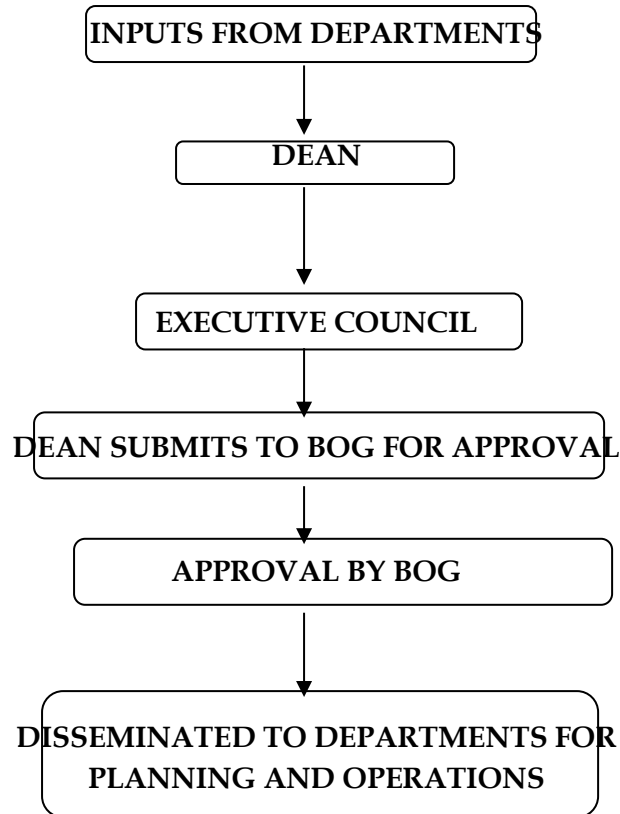 INPUTS FROM DEPARTMENTS
DEAN
EXECUTIVE COUNCIL
DEAN SUBMITS TO BOG FOR APPROVAL
APPROVAL BY BOG
DISSEMINATED TO DEPARTMENTS FOR
PLANNING AND OPERATIONS